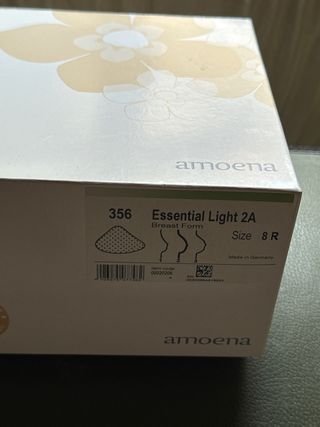 amoena
356 Essential Light 2A
Breast Form
Size 8 R
Made in Germany
amoena